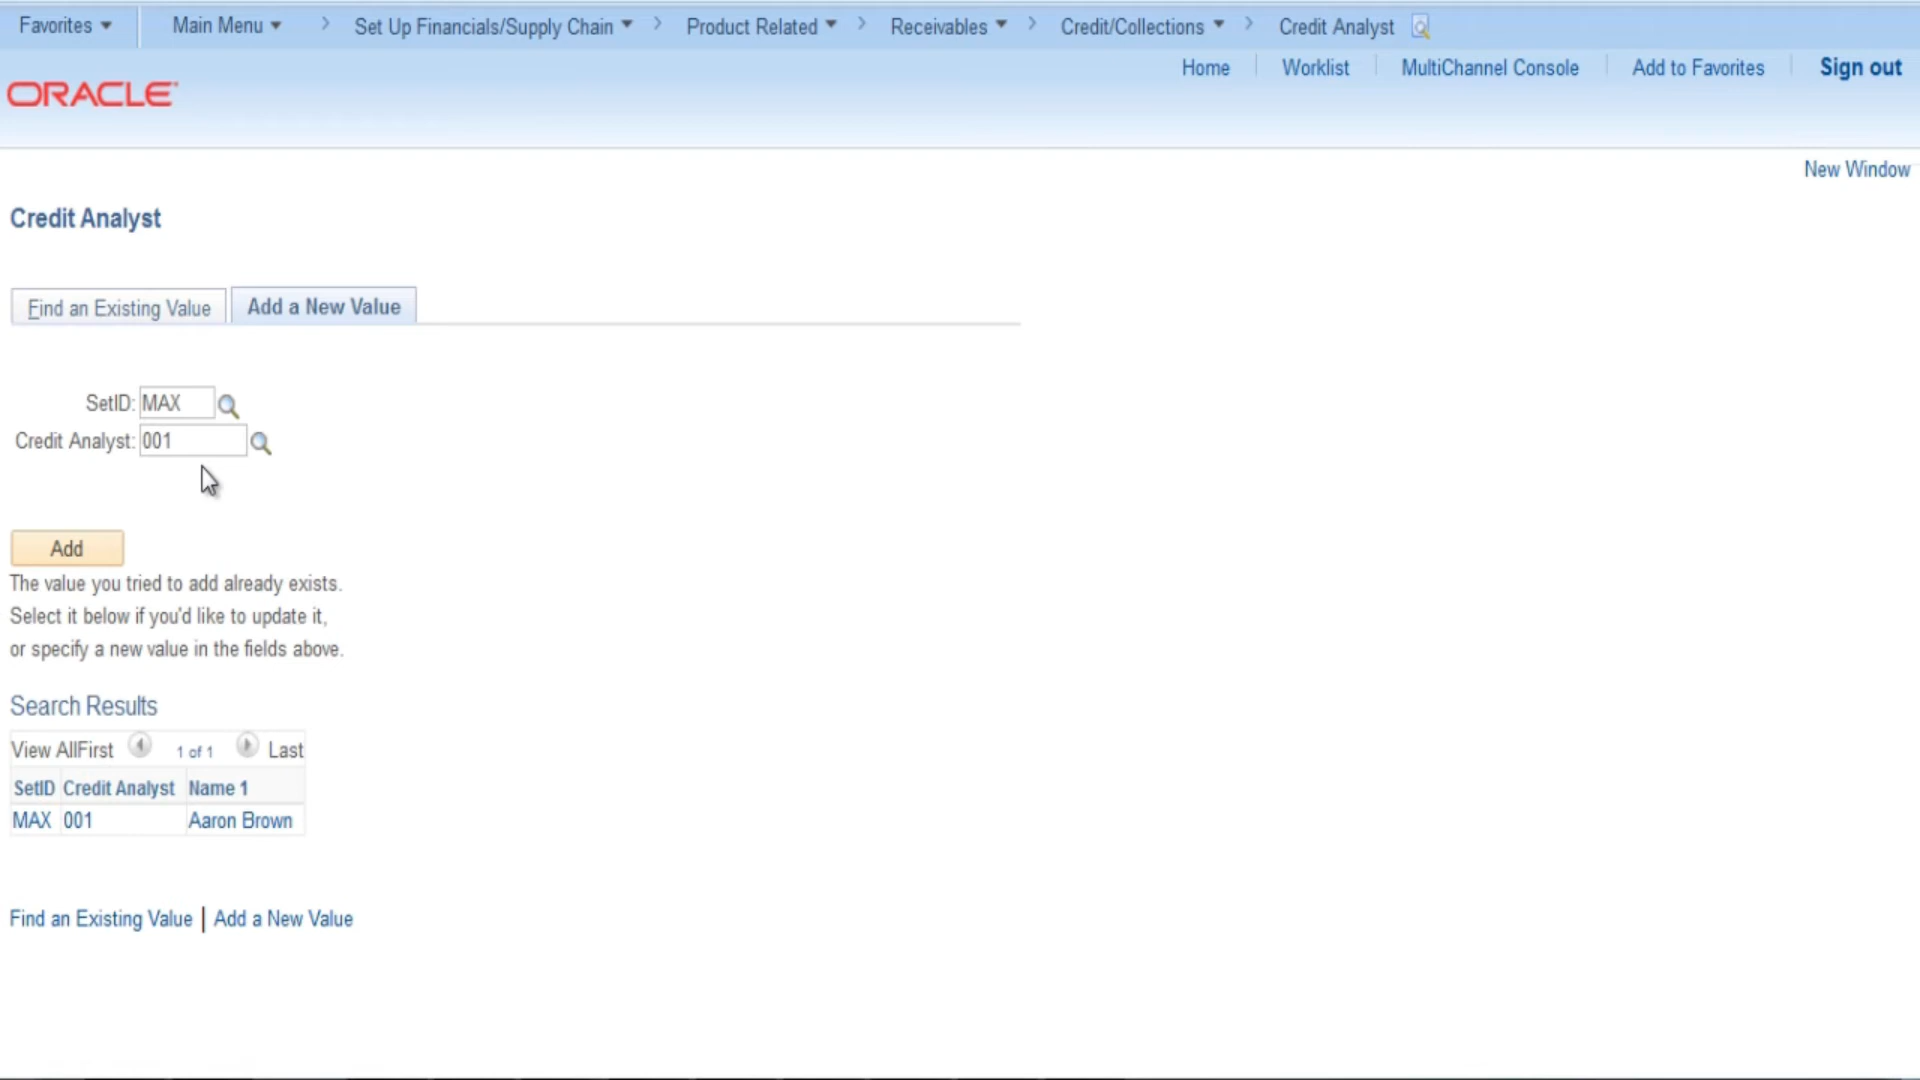 Favorites Main Menu Set Up Financials/Supply Chain Product Related Receivables Credit/Collections Credit Analyst
Home Worklist MultiChannel Console Add to Favorites Sign out
ORACLE
New Window
Credit Analyst
Find an Existing Value Add a New Value
SetID: MAX
Credit Analyst: 001
Add
The value you tried to add already exists.
Select it below if you'd like to update it,
or specify a new value in the fields above.
Search Results
View AllFirst 1 of 1 Last
SetID Credit Analyst Name 1
MAX 001 Aaron Brown
Find an Existing Value | Add a New Value